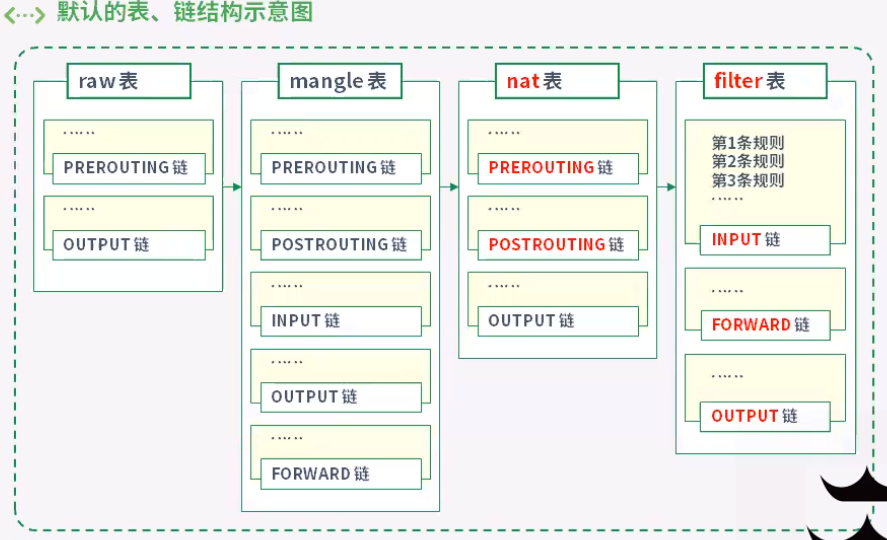 默认的表、链结构示意图
raw 表
……
PREROUTING 链
……
OUTPUT 链
mangle 表
……
PREROUTING 链
……
POSTROUTING 链
……
INPUT 链
……
OUTPUT 链
……
FORWARD 链
nat 表
……
PREROUTING 链
……
POSTROUTING 链
……
OUTPUT 链
filter 表
第1条规则
第2条规则
第3条规则
……
INPUT 链
……
FORWARD 链
……
OUTPUT 链